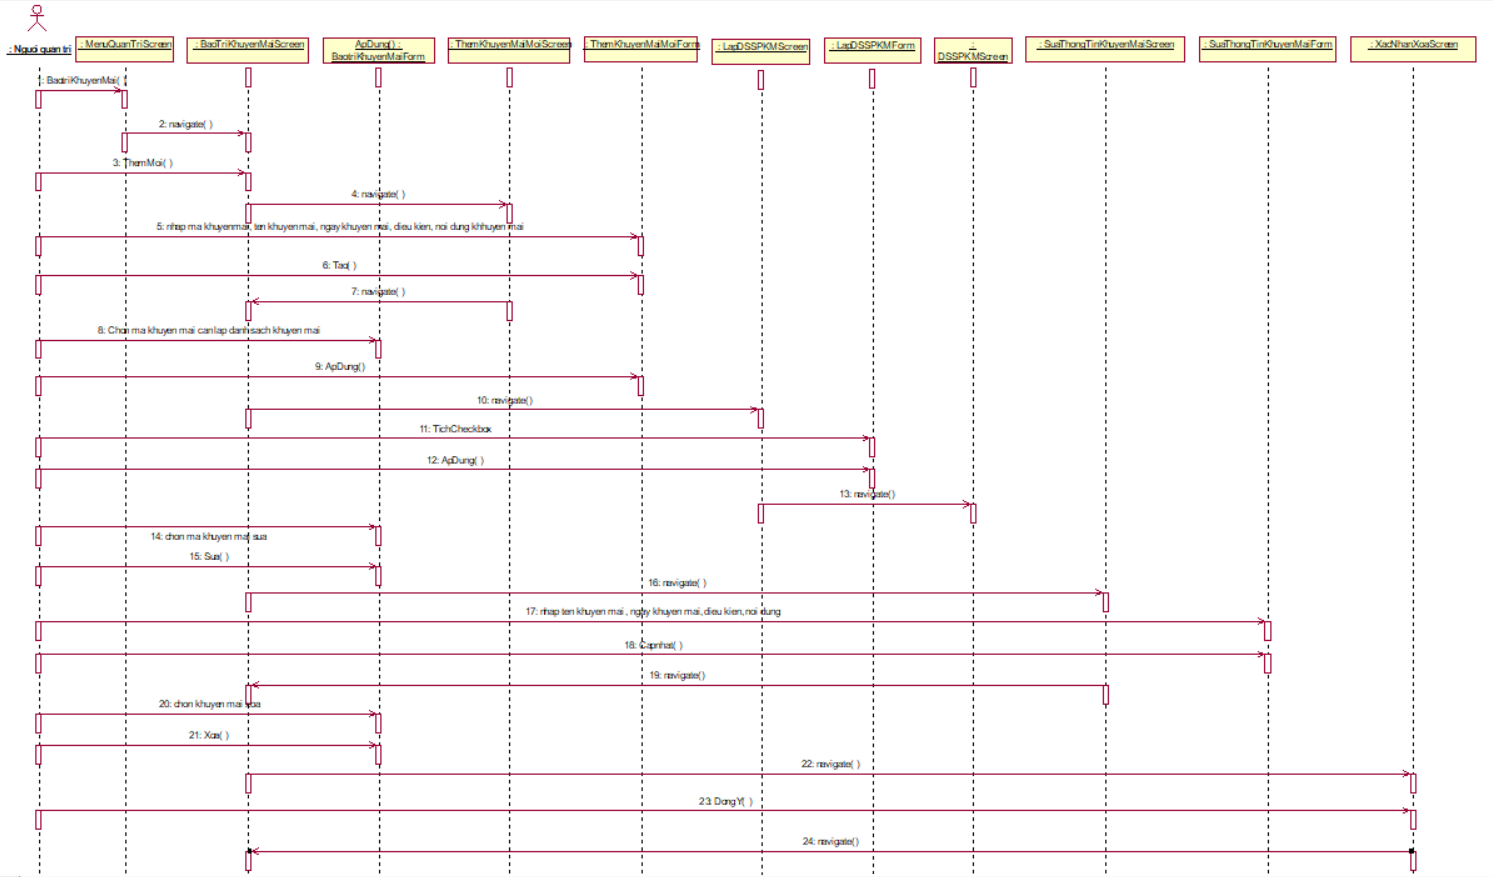 : Nguoi quan tri
: MenuQuanTriScreen
: BaoTriKhuyenMaiScreen
ApDung() :
BaotriKhuyenMaiForm
: ThemKhuyenMaiMoiScreen
: ThemKhuyenMaiMoiForm
: LapDSSPKMScreen
: LapDSSPKMForm
:
DSSPKMScreen
: SuaThongTinKhuyenMaiScreen
: SuaThongTinKhuyenMaiForm
: XacNhanXoaScreen
1: BaotriKhuyenMai( )
2: navigate( )
3: ThemMoi( )
4: navigate( )
5: nhap ma khuyenmai, ten khuyen mai, ngay khuyen mai, dieu kien, noi dung khhuyen mai
6: Tao( )
7: navigate( )
8: Chon ma khuyen mai can lap danh sach khuyen mai
9: ApDung()
10: navigate()
11: TichCheckbox
12: ApDung( )
13: navigate()
14: chon ma khuyen mai sua
15: Sua( )
16: navigate( )
17: nhap ten khuyen mai , ngay khuyen mai, dieu kien, noi dung
18: Capnhat( )
19: navigate()
20: chon khuyen mai xoa
21: Xoa( )
22: navigate( )
23: DongY( )
24: navigate()